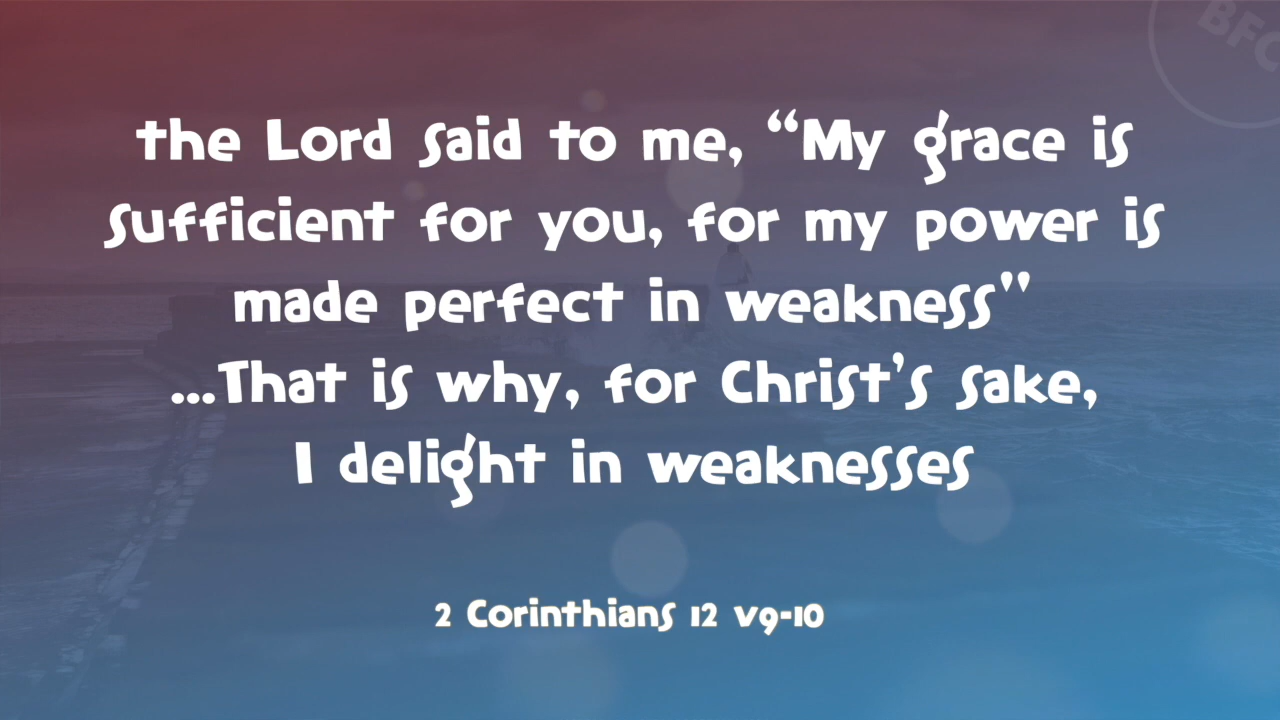 BFC
the Lord said to me, “My grace is
sufficient for you, for my power is
made perfect in weakness”
...That is why, for Christ’s sake,
I delight in weaknesses
2 Corinthians 12 v9-10